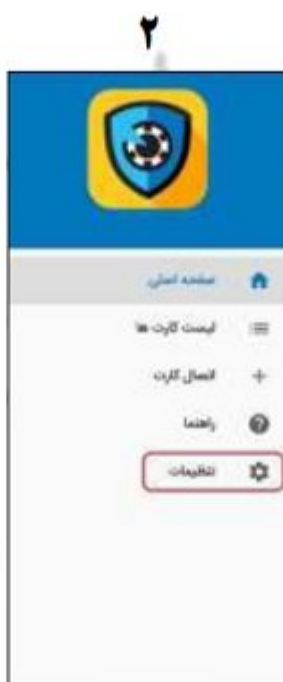 ۲
صفحه اصلی
لیست کارت ها
اتصال کارت
راهنما
تنظیمات